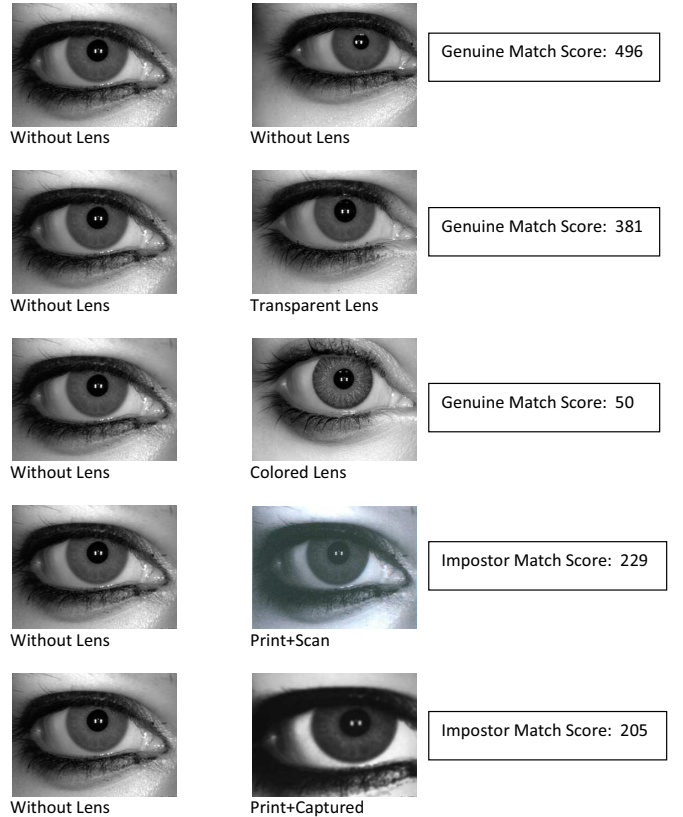 Genuine Match Score: 496
Without Lens Without Lens
Genuine Match Score: 381
Without Lens Transparent Lens
Genuine Match Score: 50
Without Lens Colored Lens
Impostor Match Score: 229
Without Lens Print+Scan
Impostor Match Score: 205
Without Lens Print+Captured